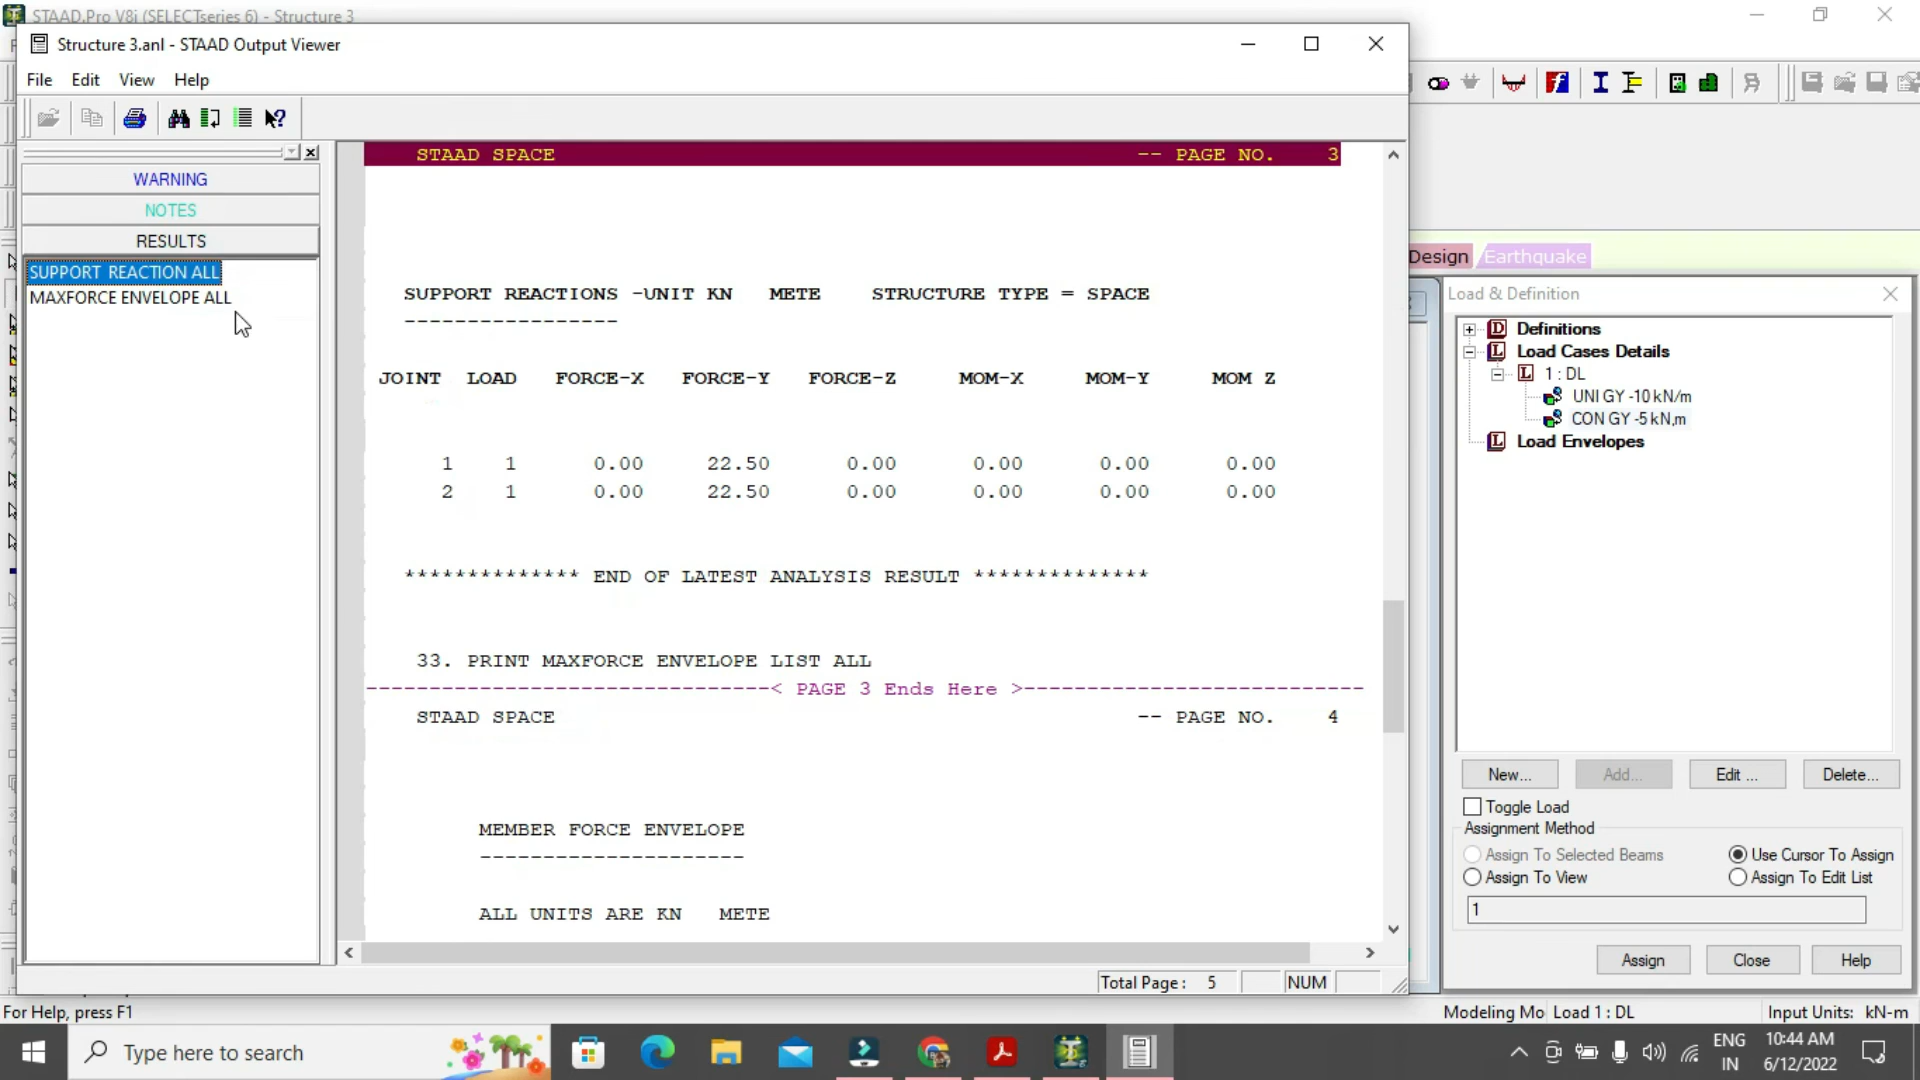 STAAD.Pro V8i (SELECTseries 6) - Structure 3
Structure 3.anl - STAAD Output Viewer
File Edit View Help
WARNING
NOTES
RESULTS
SUPPORT REACTION ALL
MAXFORCE ENVELOPE ALL
STAAD SPACE -- PAGE NO. 3
SUPPORT REACTIONS -UNIT KN METE STRUCTURE TYPE = SPACE
-----------------
JOINT LOAD FORCE-X FORCE-Y FORCE-Z MOM-X MOM-Y MOM Z
1 1 0.00 22.50 0.00 0.00 0.00 0.00
2 1 0.00 22.50 0.00 0.00 0.00 0.00
************** END OF LATEST ANALYSIS RESULT **************
33. PRINT MAXFORCE ENVELOPE LIST ALL
--------------------------------< PAGE 3 Ends Here >---------------------------
STAAD SPACE -- PAGE NO. 4
MEMBER FORCE ENVELOPE
---------------------
ALL UNITS ARE KN METE
Total Page: 5 NUM
Design Earthquake
Load & Definition
Definitions
Load Cases Details
1 : DL
UNI GY -10 kN/m
CON GY -5 kN,m
Load Envelopes
New... Add... Edit ... Delete...
Toggle Load
Assignment Method
Assign To Selected Beams Use Cursor To Assign
Assign To View Assign To Edit List
1
Assign Close Help
For Help, press F1 Modeling Mo Load 1 : DL Input Units: kN-m
Type here to search
ENG
IN
10:44 AM
6/12/2022